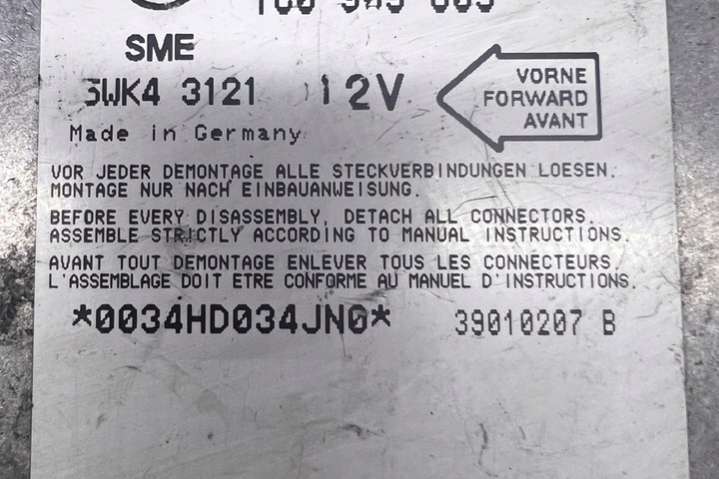 SME
5WK4 3121 12V
VORNE
FORWARD
AVANT
Made in Germany
VOR JEDER DEMONTAGE ALLE STECKVERBINDUNGEN LOESEN.
MONTAGE NUR NACH EINBAUANWEISUNG.
BEFORE EVERY DISASSEMBLY, DETACH ALL CONNECTORS.
ASSEMBLE STRICTLY ACCORDING TO MANUAL INSTRUCTIONS.
AVANT TOUT DEMONTAGE ENLEVER TOUS LES CONNECTEURS
L'ASSEMBLAGE DOIT ETRE CONFORME AU MANUEL D'INSTRUCTIONS.
*0034HD034JNG*
39010207 B